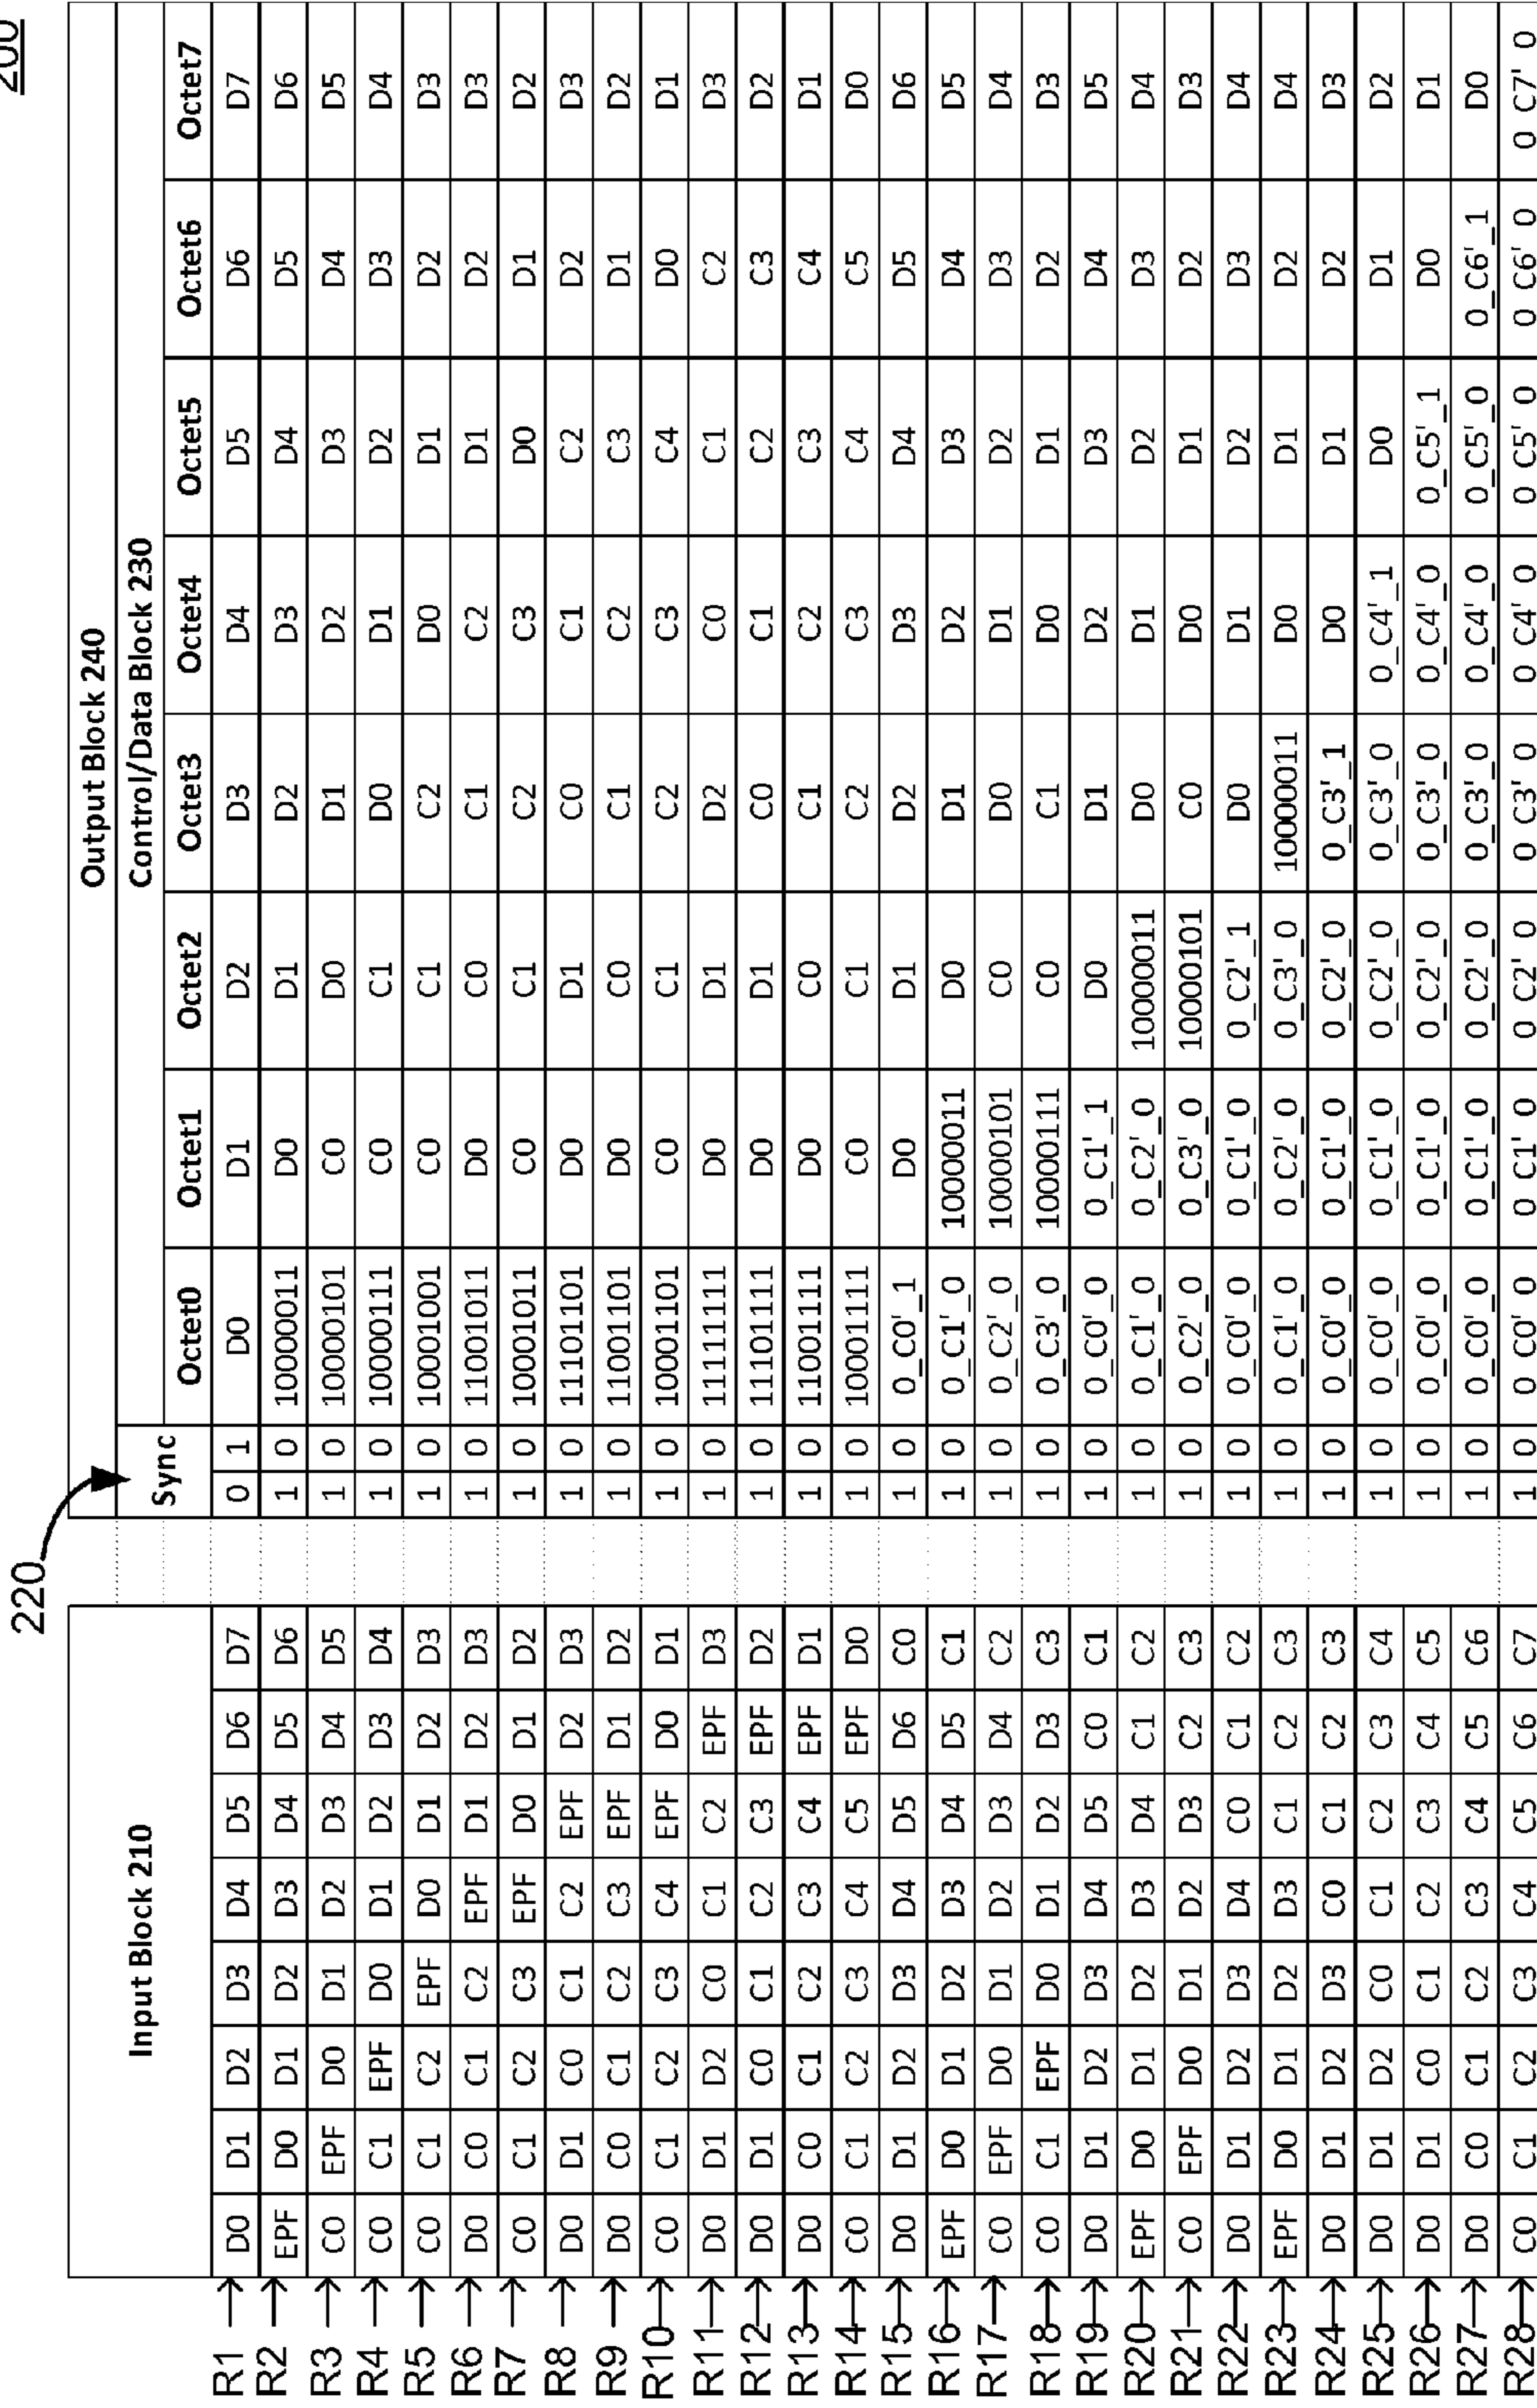 200
220
Input Block 210
Output Block 240
Sync
Control/Data Block 230
Octet0 Octet1 Octet2 Octet3 Octet4 Octet5 Octet6 Octet7
R1 D0 D1 D2 D3 D4 D5 D6 D7 0 1 D0 D1 D2 D3 D4 D5 D6 D7
R2 EPF D0 D1 D2 D3 D4 D5 D6 1 0 10000011 D0 D1 D2 D3 D4 D5 D6
R3 C0 EPF D0 D1 D2 D3 D4 D5 1 0 10000101 C0 D0 D1 D2 D3 D4 D5
R4 C0 C1 EPF D0 D1 D2 D3 D4 1 0 10000111 C0 C1 D0 D1 D2 D3 D4
R5 C0 C1 C2 EPF D0 D1 D2 D3 1 0 10001001 C0 C1 C2 D0 D1 D2 D3
R6 D0 C0 C1 C2 EPF D1 D2 D3 1 0 11001011 D0 C0 C1 C2 D1 D2 D3
R7 C0 C1 C2 C3 EPF D0 D1 D2 1 0 10001011 C0 C1 C2 C3 D0 D1 D2
R8 D0 D1 C0 C1 C2 EPF D2 D3 1 0 11101101 D0 D1 C0 C1 C2 D2 D3
R9 D0 C0 C1 C2 C3 EPF D1 D2 1 0 11001101 D0 C0 C1 C2 C3 D1 D2
R10 C0 C1 C2 C3 C4 EPF D0 D1 1 0 10001101 C0 C1 C2 C3 C4 D0 D1
R11 D0 D1 D2 C0 C1 C2 EPF D3 1 0 11111111 D0 D1 D2 C0 C1 C2 D3
R12 D0 D1 C0 C1 C2 C3 EPF D2 1 0 11101111 D0 D1 C0 C1 C2 C3 D2
R13 D0 C0 C1 C2 C3 C4 EPF D1 1 0 11001111 D0 C0 C1 C2 C3 C4 D1
R14 C0 C1 C2 C3 C4 C5 EPF D0 1 0 10001111 C0 C1 C2 C3 C4 C5 D0
R15 D0 D1 D2 D3 D4 D5 D6 C0 1 0 0_C0'_1 D0 D1 D2 D3 D4 D5 D6
R16 EPF D0 D1 D2 D3 D4 D5 C1 1 0 0_C1'_0 10000011 D0 D1 D2 D3 D4 D5
R17 C0 EPF D0 D1 D2 D3 D4 C2 1 0 0_C2'_0 10000101 C0 D0 D1 D2 D3 D4
R18 C0 C1 EPF D0 D1 D2 D3 C3 1 0 0_C3'_0 10000111 C0 C1 D0 D1 D2 D3
R19 D0 D1 D2 D3 D4 D5 C0 C1 1 0 0_C0'_0 0_C1'_1 D0 D1 D2 D3 D4 D5
R20 EPF D0 D1 D2 D3 D4 C1 C2 1 0 0_C1'_0 0_C2'_0 10000011 D0 D1 D2 D3 D4
R21 C0 EPF D0 D1 D2 D3 C2 C3 1 0 0_C2'_0 0_C3'_0 10000101 C0 D0 D1 D2 D3
R22 D0 D1 D2 D3 D4 C0 C1 C2 1 0 0_C0'_0 0_C1'_0 0_C2'_1 D0 D1 D2 D3 D4
R23 EPF D0 D1 D2 D3 C1 C2 C3 1 0 0_C1'_0 0_C2'_0 0_C3'_0 10000011 D0 D1 D2 D4
R24 D0 D1 D2 D3 C0 C1 C2 C3 1 0 0_C0'_0 0_C1'_0 0_C2'_0 0_C3'_1 D0 D1 D2 D3
R25 D0 D1 D2 C0 C1 C2 C3 C4 1 0 0_C0'_0 0_C1'_0 0_C2'_0 0_C3'_0 0_C4'_1 D0 D1 D2
R26 D0 D1 C0 C1 C2 C3 C4 C5 1 0 0_C0'_0 0_C1'_0 0_C2'_0 0_C3'_0 0_C4'_0 0_C5'_1 D0 D1
R27 D0 C0 C1 C2 C3 C4 C5 C6 1 0 0_C0'_0 0_C1'_0 0_C2'_0 0_C3'_0 0_C4'_0 0_C5'_0 0_C6'_1 D0
R28 C0 C1 C2 C3 C4 C5 C6 C7 1 0 0 C0' 0 0 C1' 0 0 C2' 0 0 C3' 0 0 C4' 0 0 C5' 0 0 C6' 0 0 C7' 0